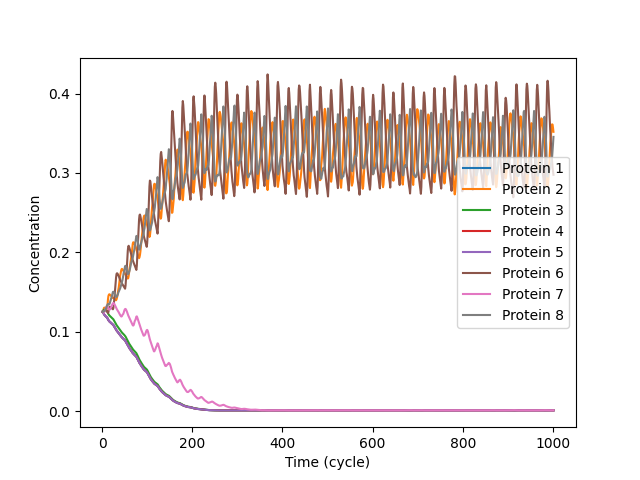 0.4
0.3
0.2
0.1
0.0
Concentration
Protein 1
Protein 2
Protein 3
Protein 4
Protein 5
Protein 6
Protein 7
Protein 8
0 200 400 600 800 1000
Time (cycle)